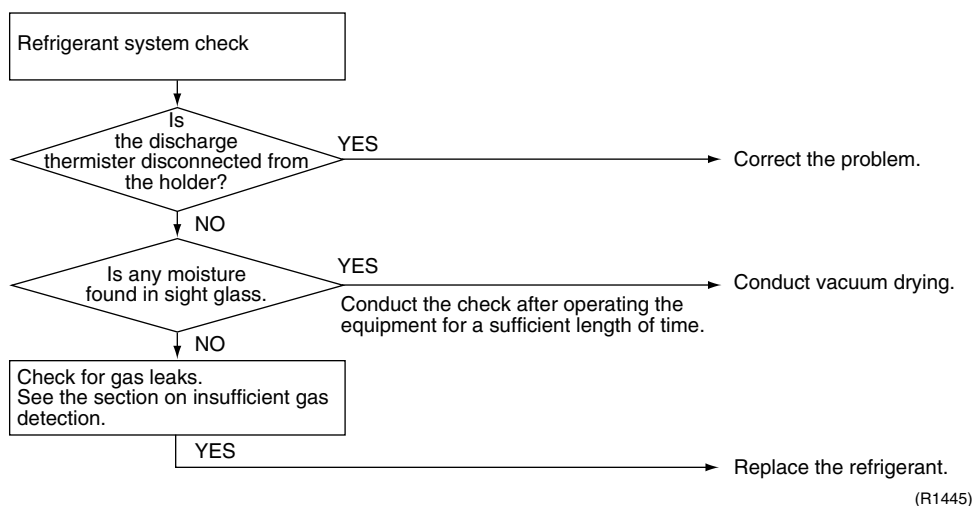 Refrigerant system check
Is
the discharge
thermister disconnected from
the holder?
YES
Correct the problem.
NO
Is any moisture
found in sight glass.
YES
Conduct the check after operating the
equipment for a sufficient length of time.
Conduct vacuum drying.
NO
Check for gas leaks.
See the section on insufficient gas
detection.
YES
Replace the refrigerant.
(R1445)